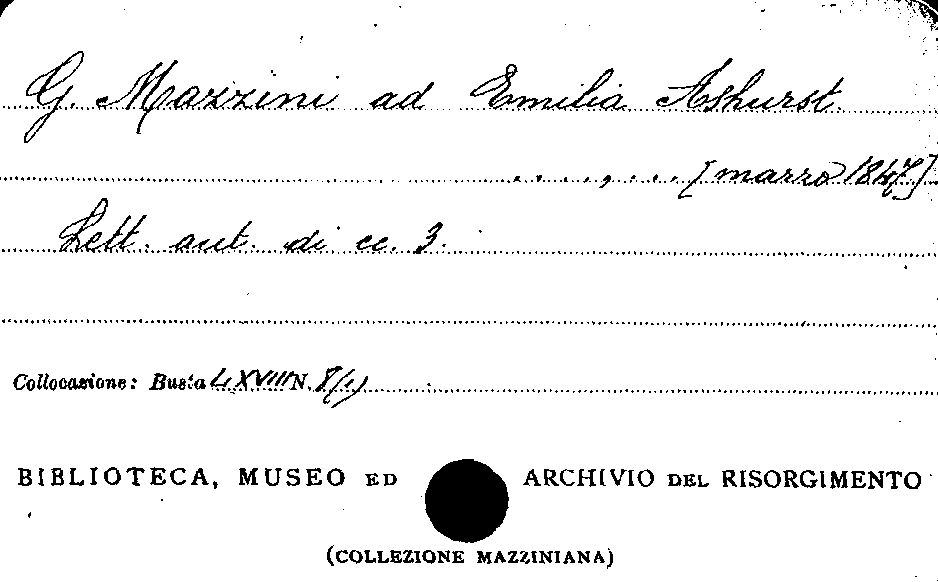 G. Mazzini ad Emilia Ashurst.
...,... [marzo 1847]
Lett. aut. di cc. 3.
Collocazione: Busta LXVIII N. 8/1)
BIBLIOTECA, MUSEO ED ARCHIVIO DEL RISORGIMENTO
(COLLEZIONE MAZZINIANA)